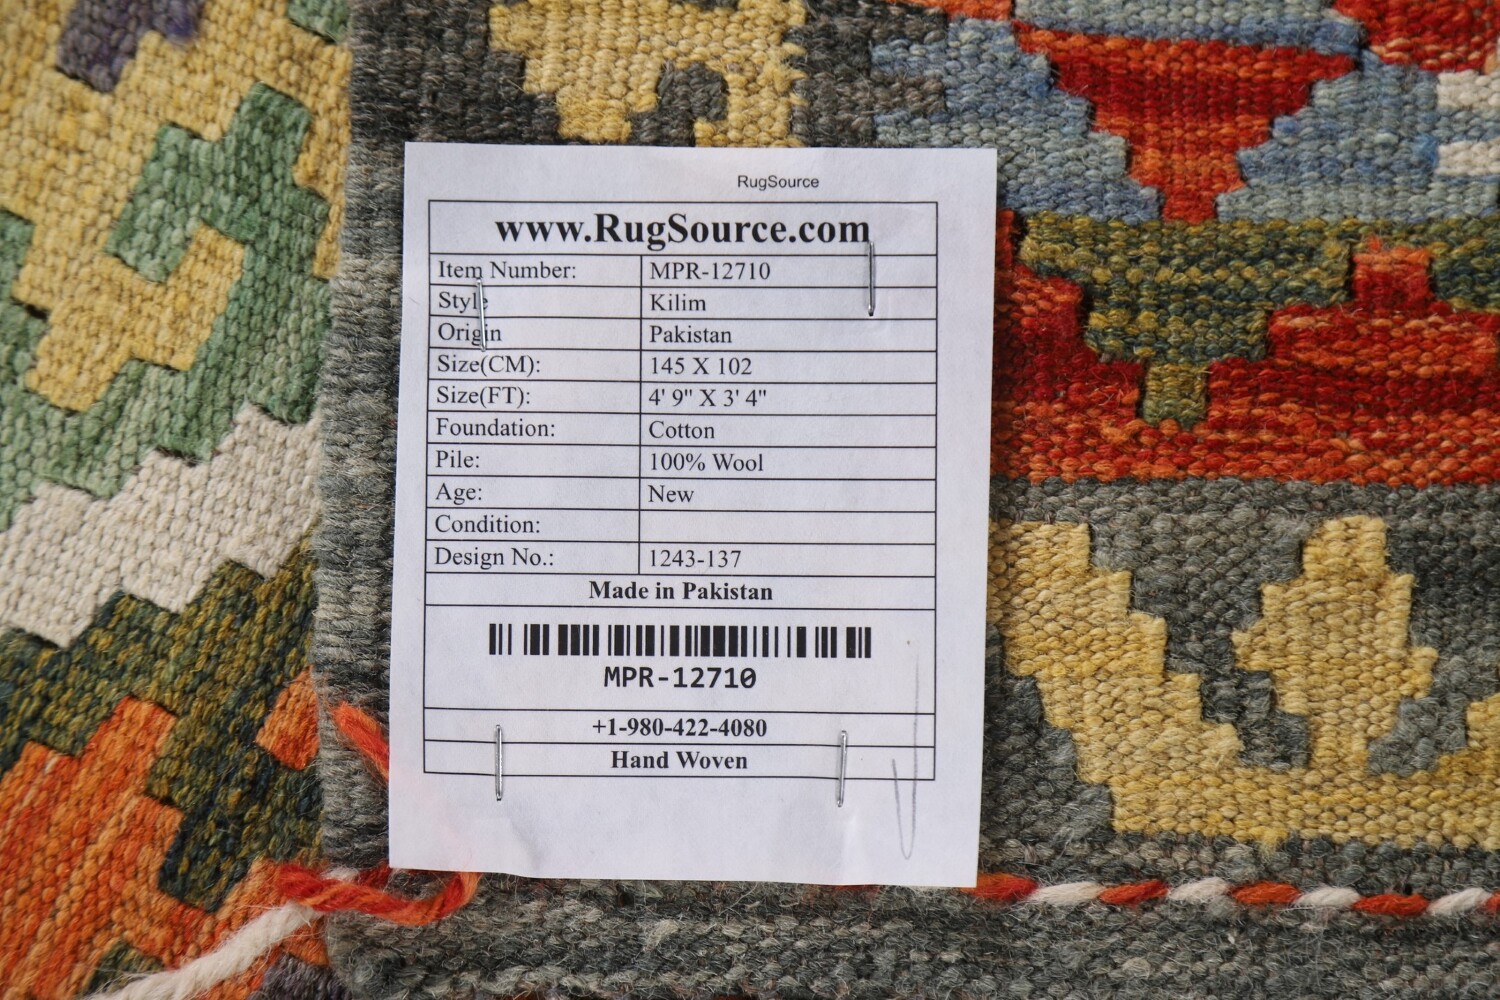 RugSource
www.RugSource.com
Item Number: MPR-12710
Style Kilim
Origin Pakistan
Size(CM): 145 X 102
Size(FT): 4' 9" X 3' 4"
Foundation: Cotton
Pile: 100% Wool
Age: New
Condition:
Design No.: 1243-137
Made in Pakistan
MPR-12710
+1-980-422-4080
Hand Woven